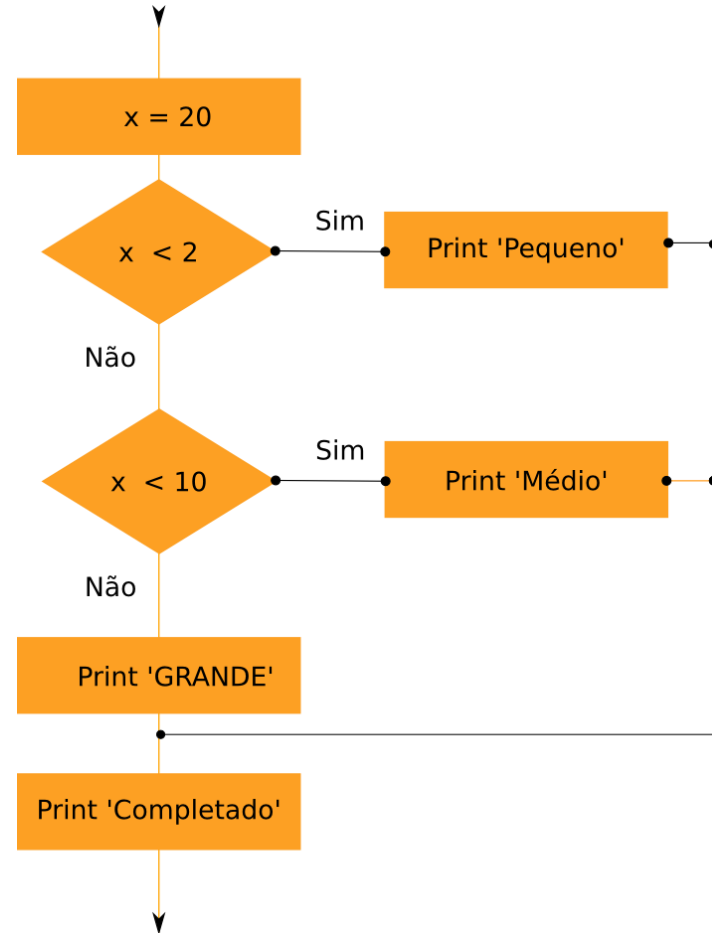 x = 20
x < 2
Sim
Print 'Pequeno'
Não
x < 10
Sim
Print 'Médio'
Não
Print 'GRANDE'
Print 'Completado'